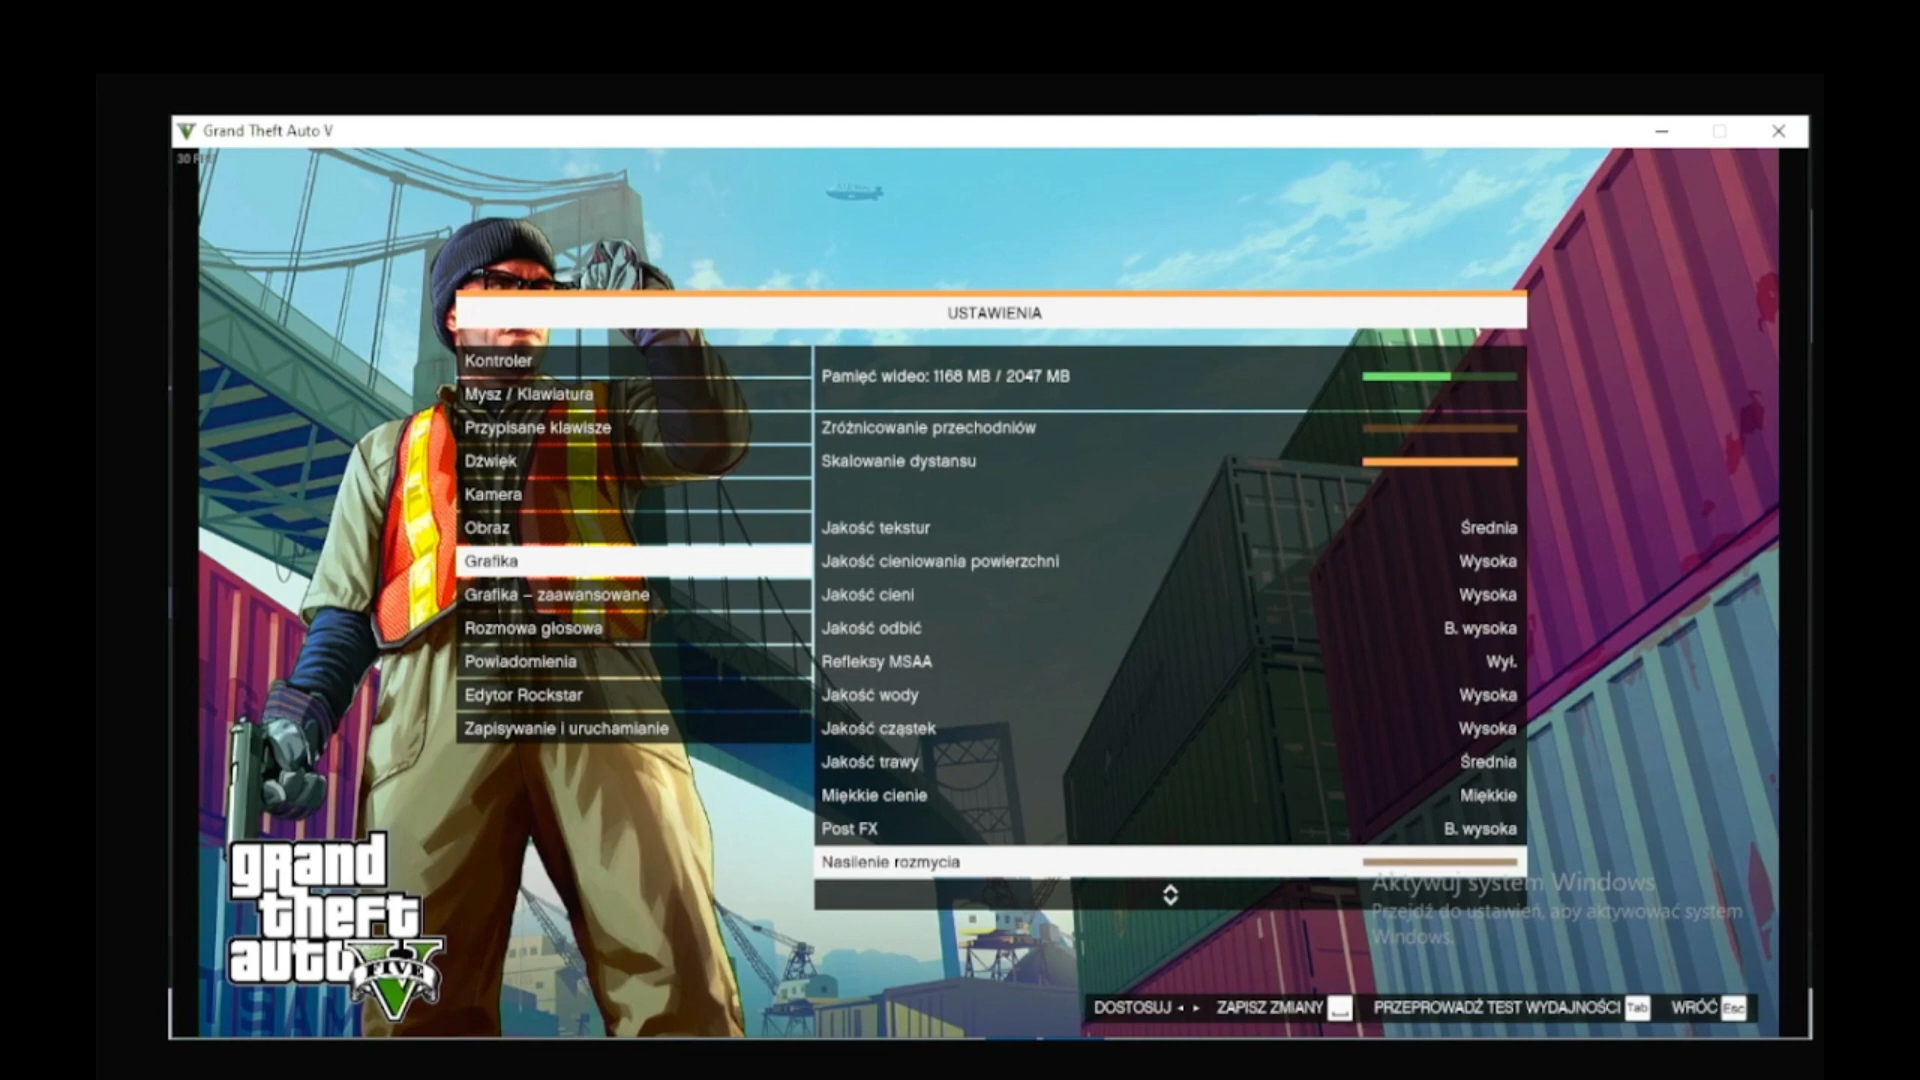 Grand Theft Auto V
30
USTAWIENIA
Kontroler
Mysz / Klawiatura
Przypisane klawisze
Dźwięk
Kamera
Obraz
Grafika
Grafika – zaawansowane
Rozmowa głosowa
Powiadomienia
Edytor Rockstar
Zapisywanie i uruchamianie
Pamięć wideo: 1168 MB / 2047 MB
Zróżnicowanie przechodniów
Skalowanie dystansu
Jakość tekstur Średnia
Jakość cieniowania powierzchni Wysoka
Jakość cieni Wysoka
Jakość odbić B. wysoka
Refleksy MSAA Wył.
Jakość wody Wysoka
Jakość cząstek Wysoka
Jakość trawy Średnia
Miękkie cienie Miękkie
Post FX B. wysoka
Nasilenie rozmycia
Aktywuj system Windows
Przejdź do ustawień, aby aktywować system
Windows.
grand
theft
auto V
FIVE
DOSTOSUJ ZAPISZ ZMIANY PRZEPROWADŹ TEST WYDAJNOŚCI Tab WRÓĆ Esc